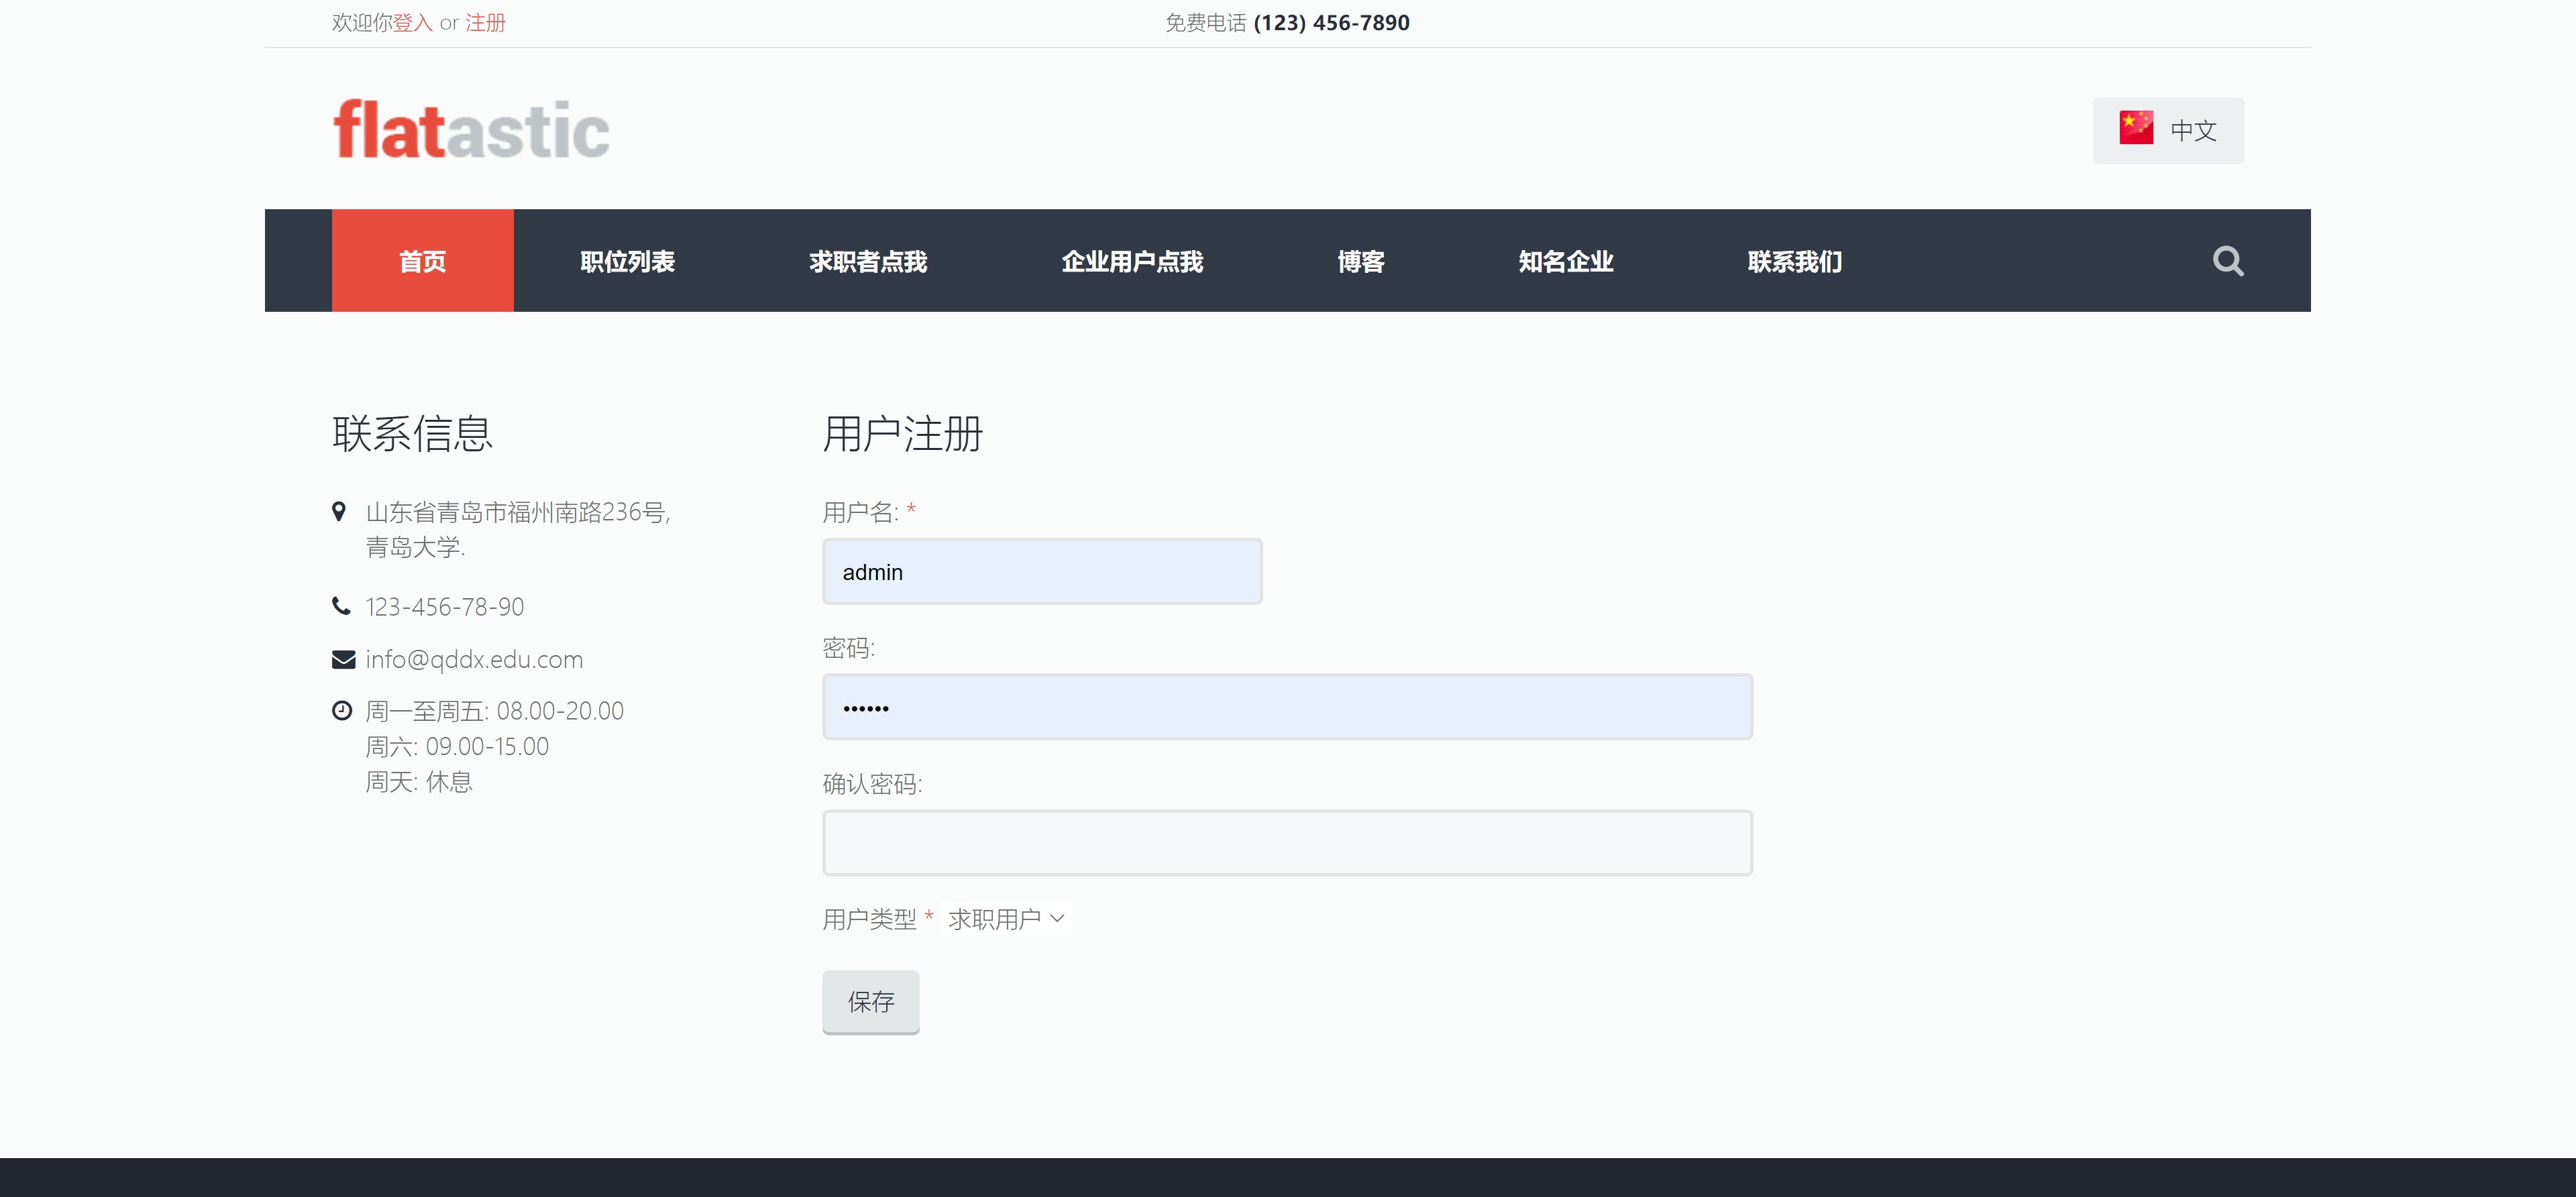 欢迎你登入 or 注册
免费电话 (123) 456-7890
flatastic
中文
首页 职位列表 求职者点我 企业用户点我 博客 知名企业 联系我们
联系信息
山东省青岛市福州南路236号,
青岛大学.
123-456-78-90
info@qddx.edu.com
周一至周五: 08.00-20.00
周六: 09.00-15.00
周天: 休息
用户注册
用户名: *
admin
密码:
••••••
确认密码:
用户类型 * 求职用户
保存